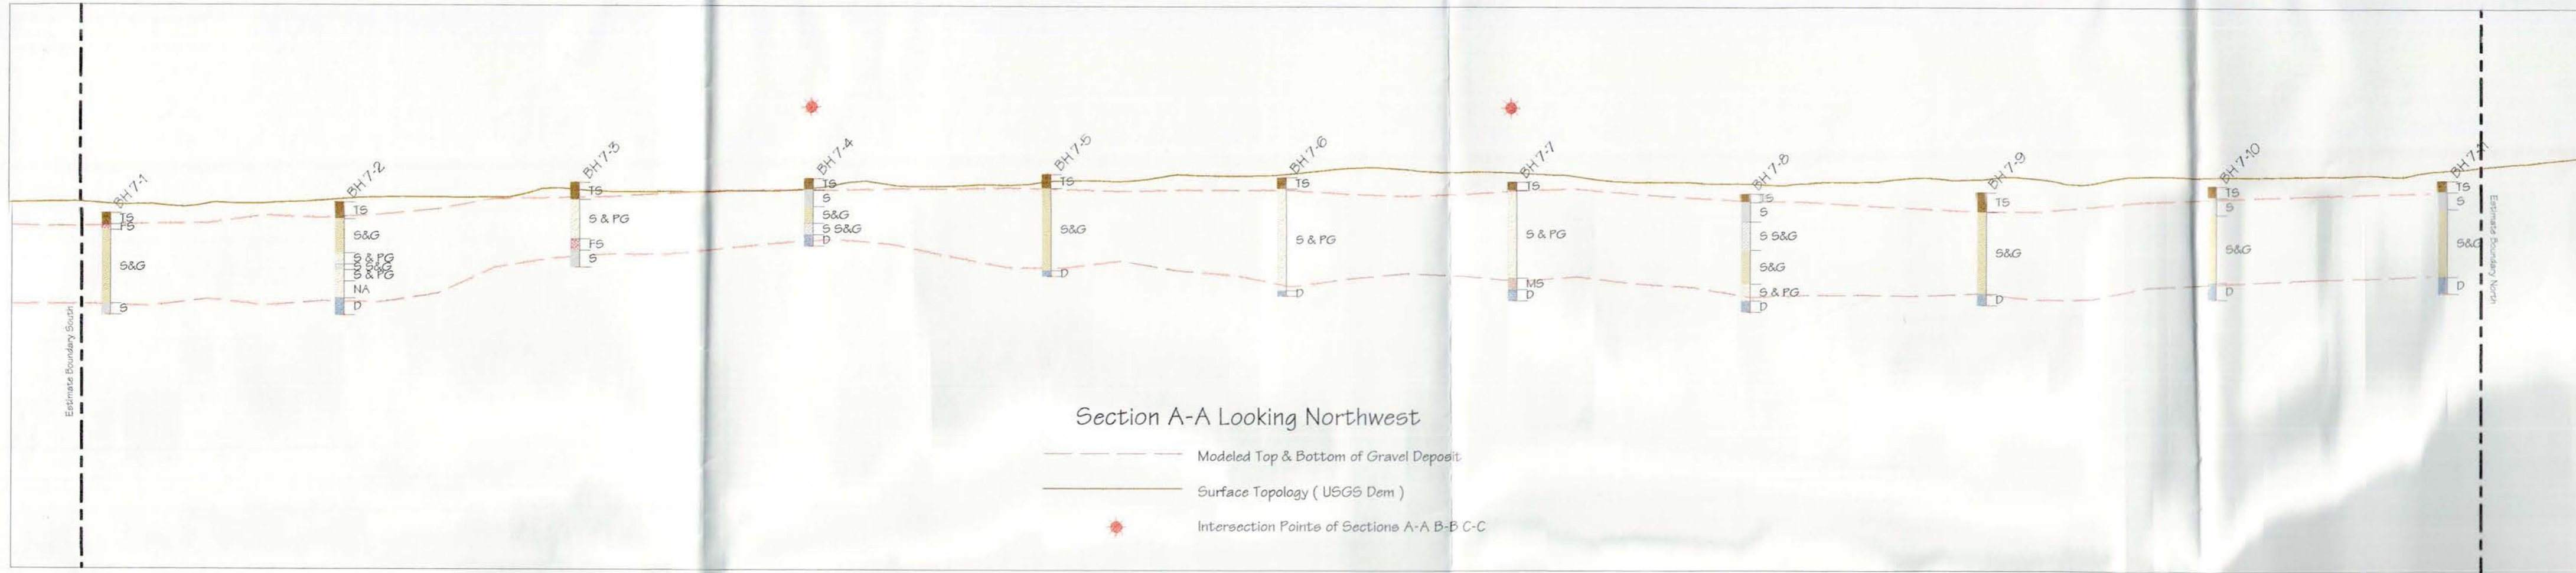 BH 7-1
TS
FS
S&G
S
BH 7-2
TS
S&G
S & PG
S S&G
S & PG
NA
D
BH 7-3
TS
S & PG
FS
S
BH 7-4
TS
S
S&G
S S&G
D
BH 7-5
TS
S&G
D
BH 7-6
TS
S & PG
D
BH 7-7
TS
S & PG
MS
D
BH 7-8
TS
S
S S&G
S&G
S & PG
D
BH 7-9
TS
S&G
D
BH 7-10
TS
S
S&G
D
BH 7-11
TS
S
S&G
D
Estimate Boundary South
Estimate Boundary North
Section A-A Looking Northwest
Modeled Top & Bottom of Gravel Deposit
Surface Topology ( USGS Dem )
Intersection Points of Sections A-A B-B C-C